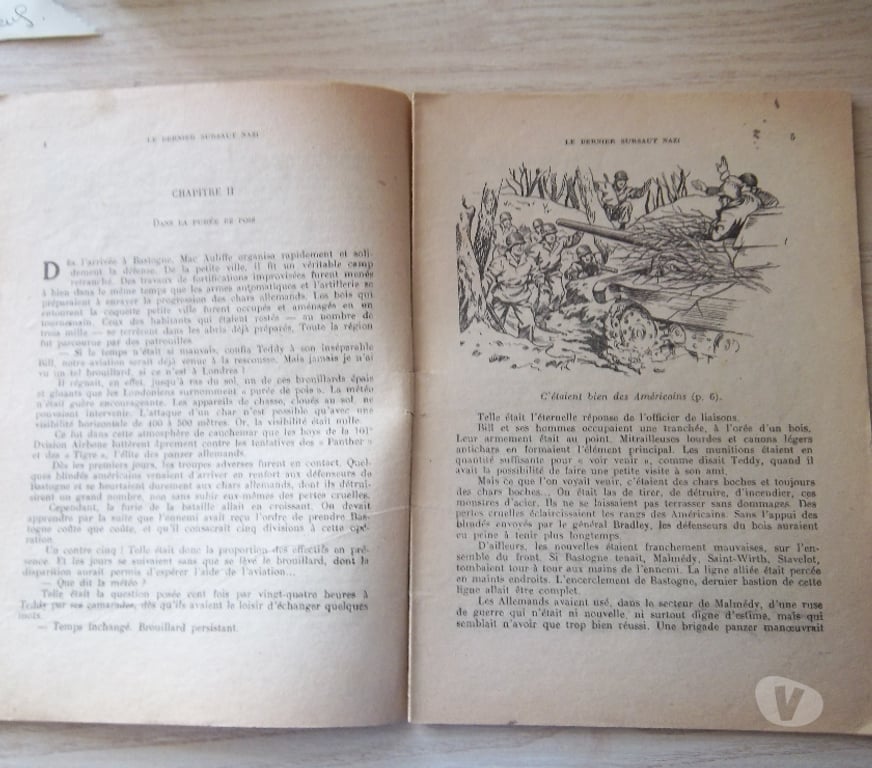 4
LE DERNIER SURSAUT NAZI
CHAPITRE II
DANS LA PURÉE DE POIS
Dès l'arrivée à Bastogne, Mac Auliffe organisa rapidement et soli-
dement la défense. De la petite ville, il fit un véritable camp
retranché. Des travaux de fortifications improvisées furent menés
à bien dans le même temps que les armes automatiques et l'artillerie se
préparaient à enrayer la progression des chars allemands. Les bois qui
entourent la coquette petite ville furent occupés et aménagés en un
tournemain. Ceux des habitants qui étaient restés — au nombre de
trois mille — se terrèrent dans les abris déjà préparés. Toute la région
fut parcourue par des patrouilles.
— Si le temps n'était si mauvais, confia Teddy à son inséparable
Bill, notre aviation serait déjà venue à la rescousse. Mais jamais je n'ai
vu un tel brouillard, si ce n'est à Londres !
Il régnait, en effet, jusqu'à ras du sol, un de ces brouillards épais
et gluants que les Londoniens surnomment « purée de pois ». La météo
n'était guère encourageante. Les appareils de chasse, cloués au sol, ne
pouvaient intervenir. L'attaque d'un char n'est possible qu'avec une
visibilité horizontale de 400 à 500 mètres. Or, la visibilité était nulle.
Ce fut dans cette atmosphère de cauchemar que les boys de la 101e
Dvision Airborne luttèrent âprement contre les tentatives des « Panther »
et des « Tigre », l'élite des panzer allemands.
Dès les premiers jours, les troupes adverses furent en contact. Quel-
ques blindés américains venaient d'arriver en renfort aux défenseurs de
Bastogne et se heurtaient durement aux chars allemands, dont ils détrui-
sirent un grand nombre, non sans subir eux-mêmes des pertes cruelles.
Cependant, la furie de la bataille allait en croissant. On devait
apprendre par la suite que l'ennemi avait reçu l'ordre de prendre Bas-
togne coûte que coûte, et qu'il consacrait cinq divisions à cette opé-
ration.
Un contre cinq ! Telle était donc la proportion des effectifs en pré-
sence. Et les jours se suivaient sans que se lève le brouillard, dont la
disparition aurait permis d'espérer l'aide de l'aviation...
— Que dit la météo ?
Telle était la question posée cent fois par vingt-quatre heures à
Teddy par ses camarades, dès qu'ils avaient le loisir d'échanger quelques
mots.
— Temps inchangé. Brouillard persistant.
LE DERNIER SURSAUT NAZI
5
C'étaient bien des Américains (p. 6).
Telle était l'éternelle réponse de l'officier de liaisons.
Bill et ses hommes occupaient une tranchée, à l'orée d'un bois.
Leur armement était au point. Mitrailleuses lourdes et canons légers
antichars en formaient l'élément principal. Les munitions étaient en
quantité suffisante pour « voir venir », comme disait Teddy, quand il
avait la possibilité de faire une petite visite à son ami.
Mais ce que l'on voyait venir, c'étaient des chars boches et toujours
des chars boches... On était las de tirer, de détruire, d'incendier, ces
monstres d'acier. Ils ne se laissaient pas terrasser sans dommages. Des
pertes cruelles éclaircissaient les rangs des Américains. Sans l'appui des
blindés envoyés par le général Bradley, les défenseurs du bois auraient
eu peine à tenir plus longtemps.
D'ailleurs, les nouvelles étaient franchement mauvaises, sur l'en-
semble du front. Si Bastogne tenait, Malmédy, Saint-Wirth, Stavelot,
tombaient tour à tour aux mains de l'ennemi. La ligne alliée était percée
en maints endroits. L'encerclement de Bastogne, dernier bastion de cette
ligne allait être complet.
Les Allemands avaient usé, dans le secteur de Malmédy, d'une ruse
de guerre qui n'était ni nouvelle, ni surtout digne d'estime, mais qui
semblait n'avoir que trop bien réussi. Une brigade panzer manœuvrait
V